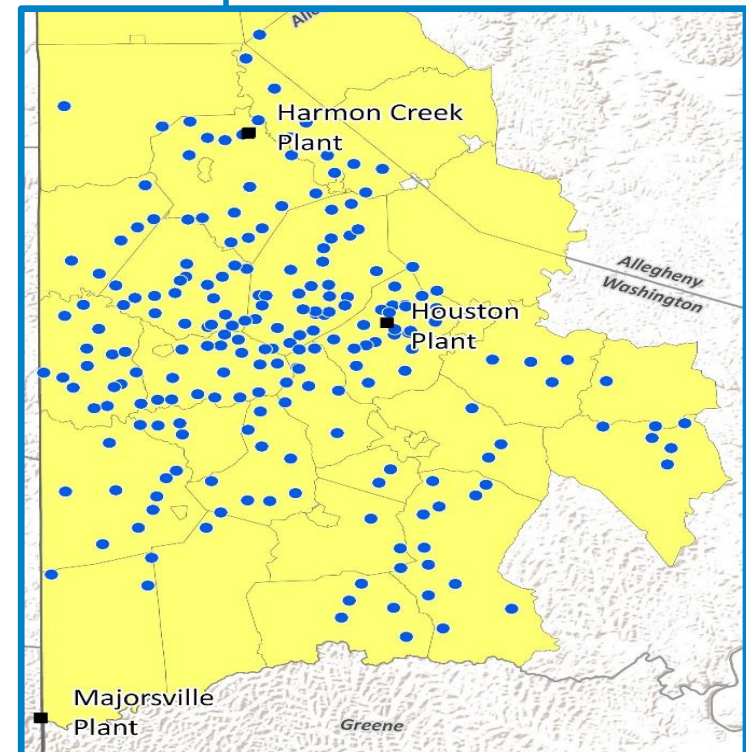 Harmon Creek
Plant
Allegheny
Washington
Houston
Plant
Majorsville
Plant
Greene